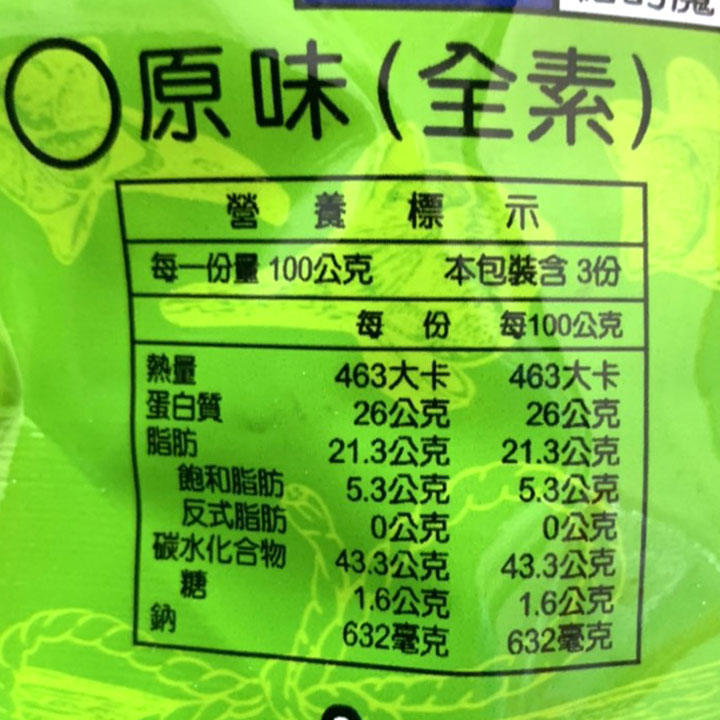 原味(全素)
營養標示
每一份量 100公克 本包裝含 3份
每份 每100公克
熱量 463大卡 463大卡
蛋白質 26公克 26公克
脂肪 21.3公克 21.3公克
飽和脂肪 5.3公克 5.3公克
反式脂肪 0公克 0公克
碳水化合物 43.3公克 43.3公克
糖 1.6公克 1.6公克
鈉 632毫克 632毫克